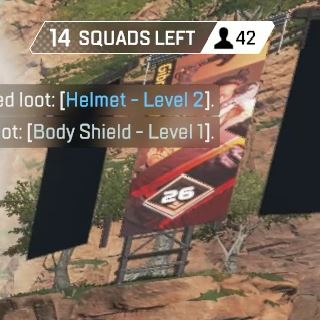 14 SQUADS LEFT 42
ed loot: [Helmet - Level 2].
ot: [Body Shield - Level 1].
26